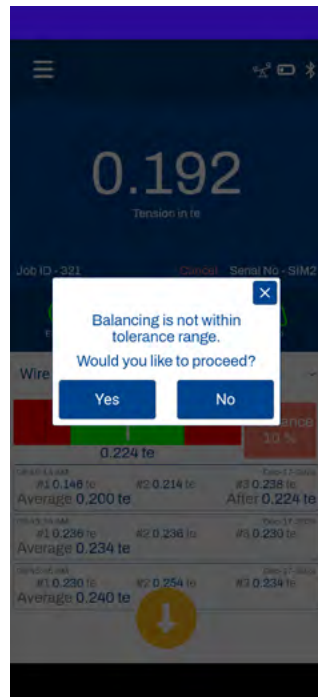 0.192
Tension in te
Job ID - 321 Cancel Serial No - SIM2
Balancing is not within
tolerance range.
Would you like to proceed?
Yes No
Wire
10 %
0.224 te
#1 0.146 te #2 0.214 te #3 0.238 te
Average 0.200 te After 0.224 te
#1 0.236 te #2 0.236 te #3 0.230 te
Average 0.234 te
#1 0.230 te #2 0.254 te #3 0.234 te
Average 0.240 te